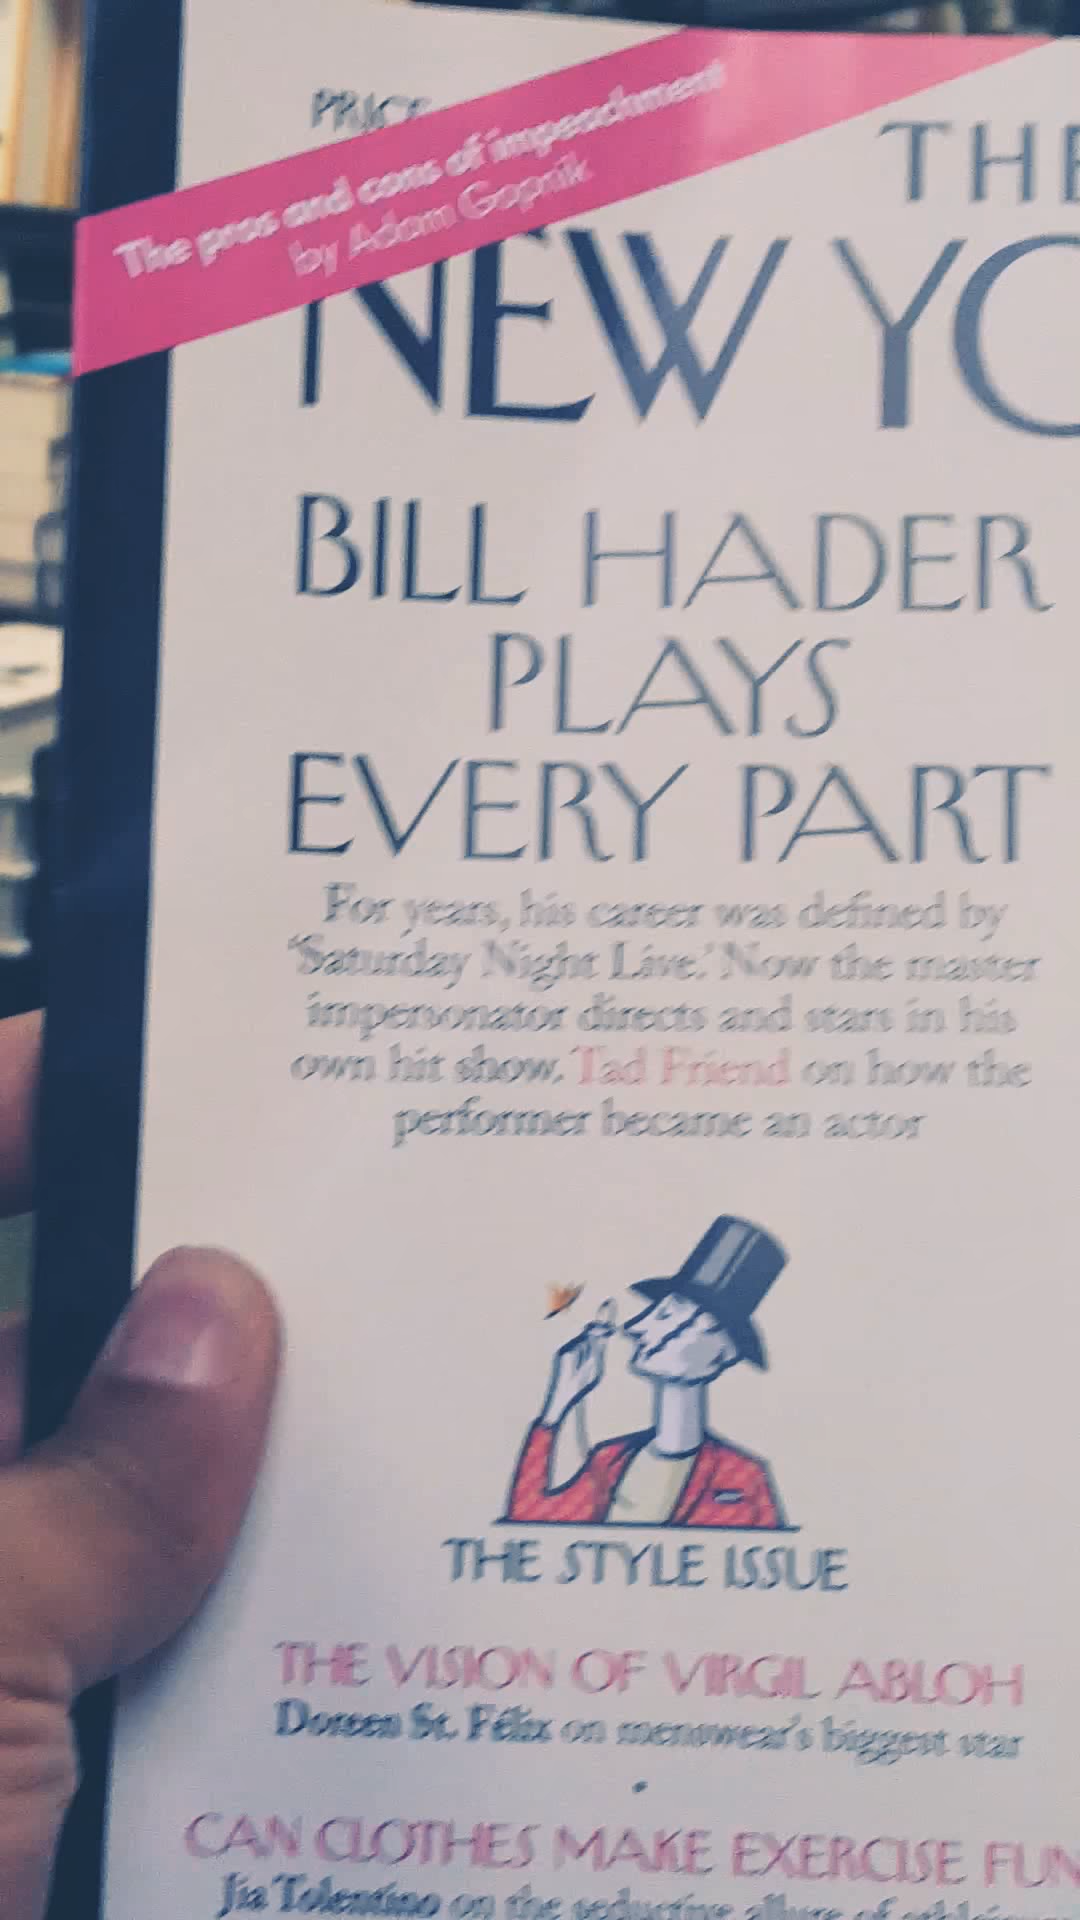 PRICE
The pros and cons of impeachment
by Adam Gopnik
THE
NEW YO
BILL HADER
PLAYS
EVERY PART
For years, his career was defined by
‘Saturday Night Live.’ Now the master
impersonator directs and stars in his
own hit show. Tad Friend on how the
performer became an actor
THE STYLE ISSUE
THE VISION OF VIRGIL ABLOH
Doreen St. Félix on menswear's biggest star
CAN CLOTHES MAKE EXERCISE FUN
Jia Tolentino on the seductive allure of